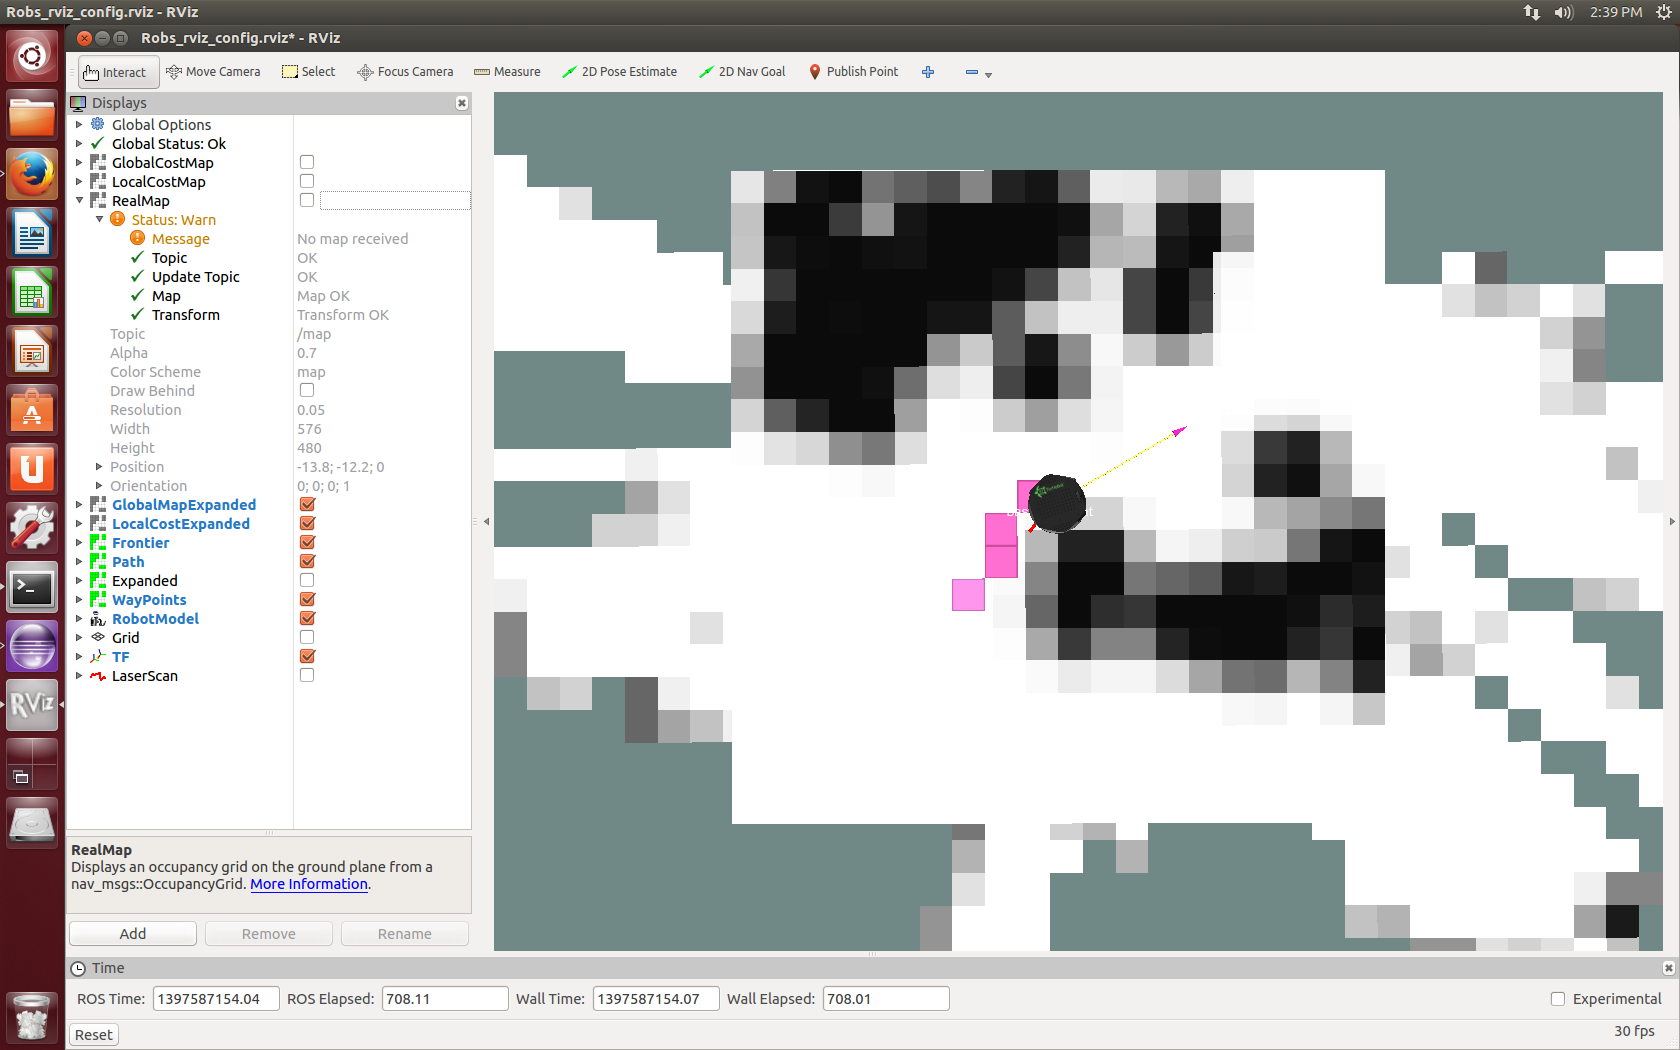 Robs_rviz_config.rviz - RViz
2:39 PM
Robs_rviz_config.rviz* - RViz
Interact
Move Camera
Select
Focus Camera
Measure
2D Pose Estimate
2D Nav Goal
Publish Point
Displays
Global Options
Global Status: Ok
GlobalCostMap
LocalCostMap
RealMap
Status: Warn
Message No map received
Topic OK
Update Topic OK
Map Map OK
Transform Transform OK
Topic /map
Alpha 0.7
Color Scheme map
Draw Behind
Resolution 0.05
Width 576
Height 480
Position -13.8; -12.2; 0
Orientation 0; 0; 0; 1
GlobalMapExpanded
LocalCostExpanded
Frontier
Path
Expanded
WayPoints
RobotModel
Grid
TF
LaserScan
RViz
RealMap
Displays an occupancy grid on the ground plane from a
nav_msgs::OccupancyGrid. More Information.
Add
Remove
Rename
Time
ROS Time: 1397587154.04
ROS Elapsed: 708.11
Wall Time: 1397587154.07
Wall Elapsed: 708.01
Experimental
Reset
30 fps